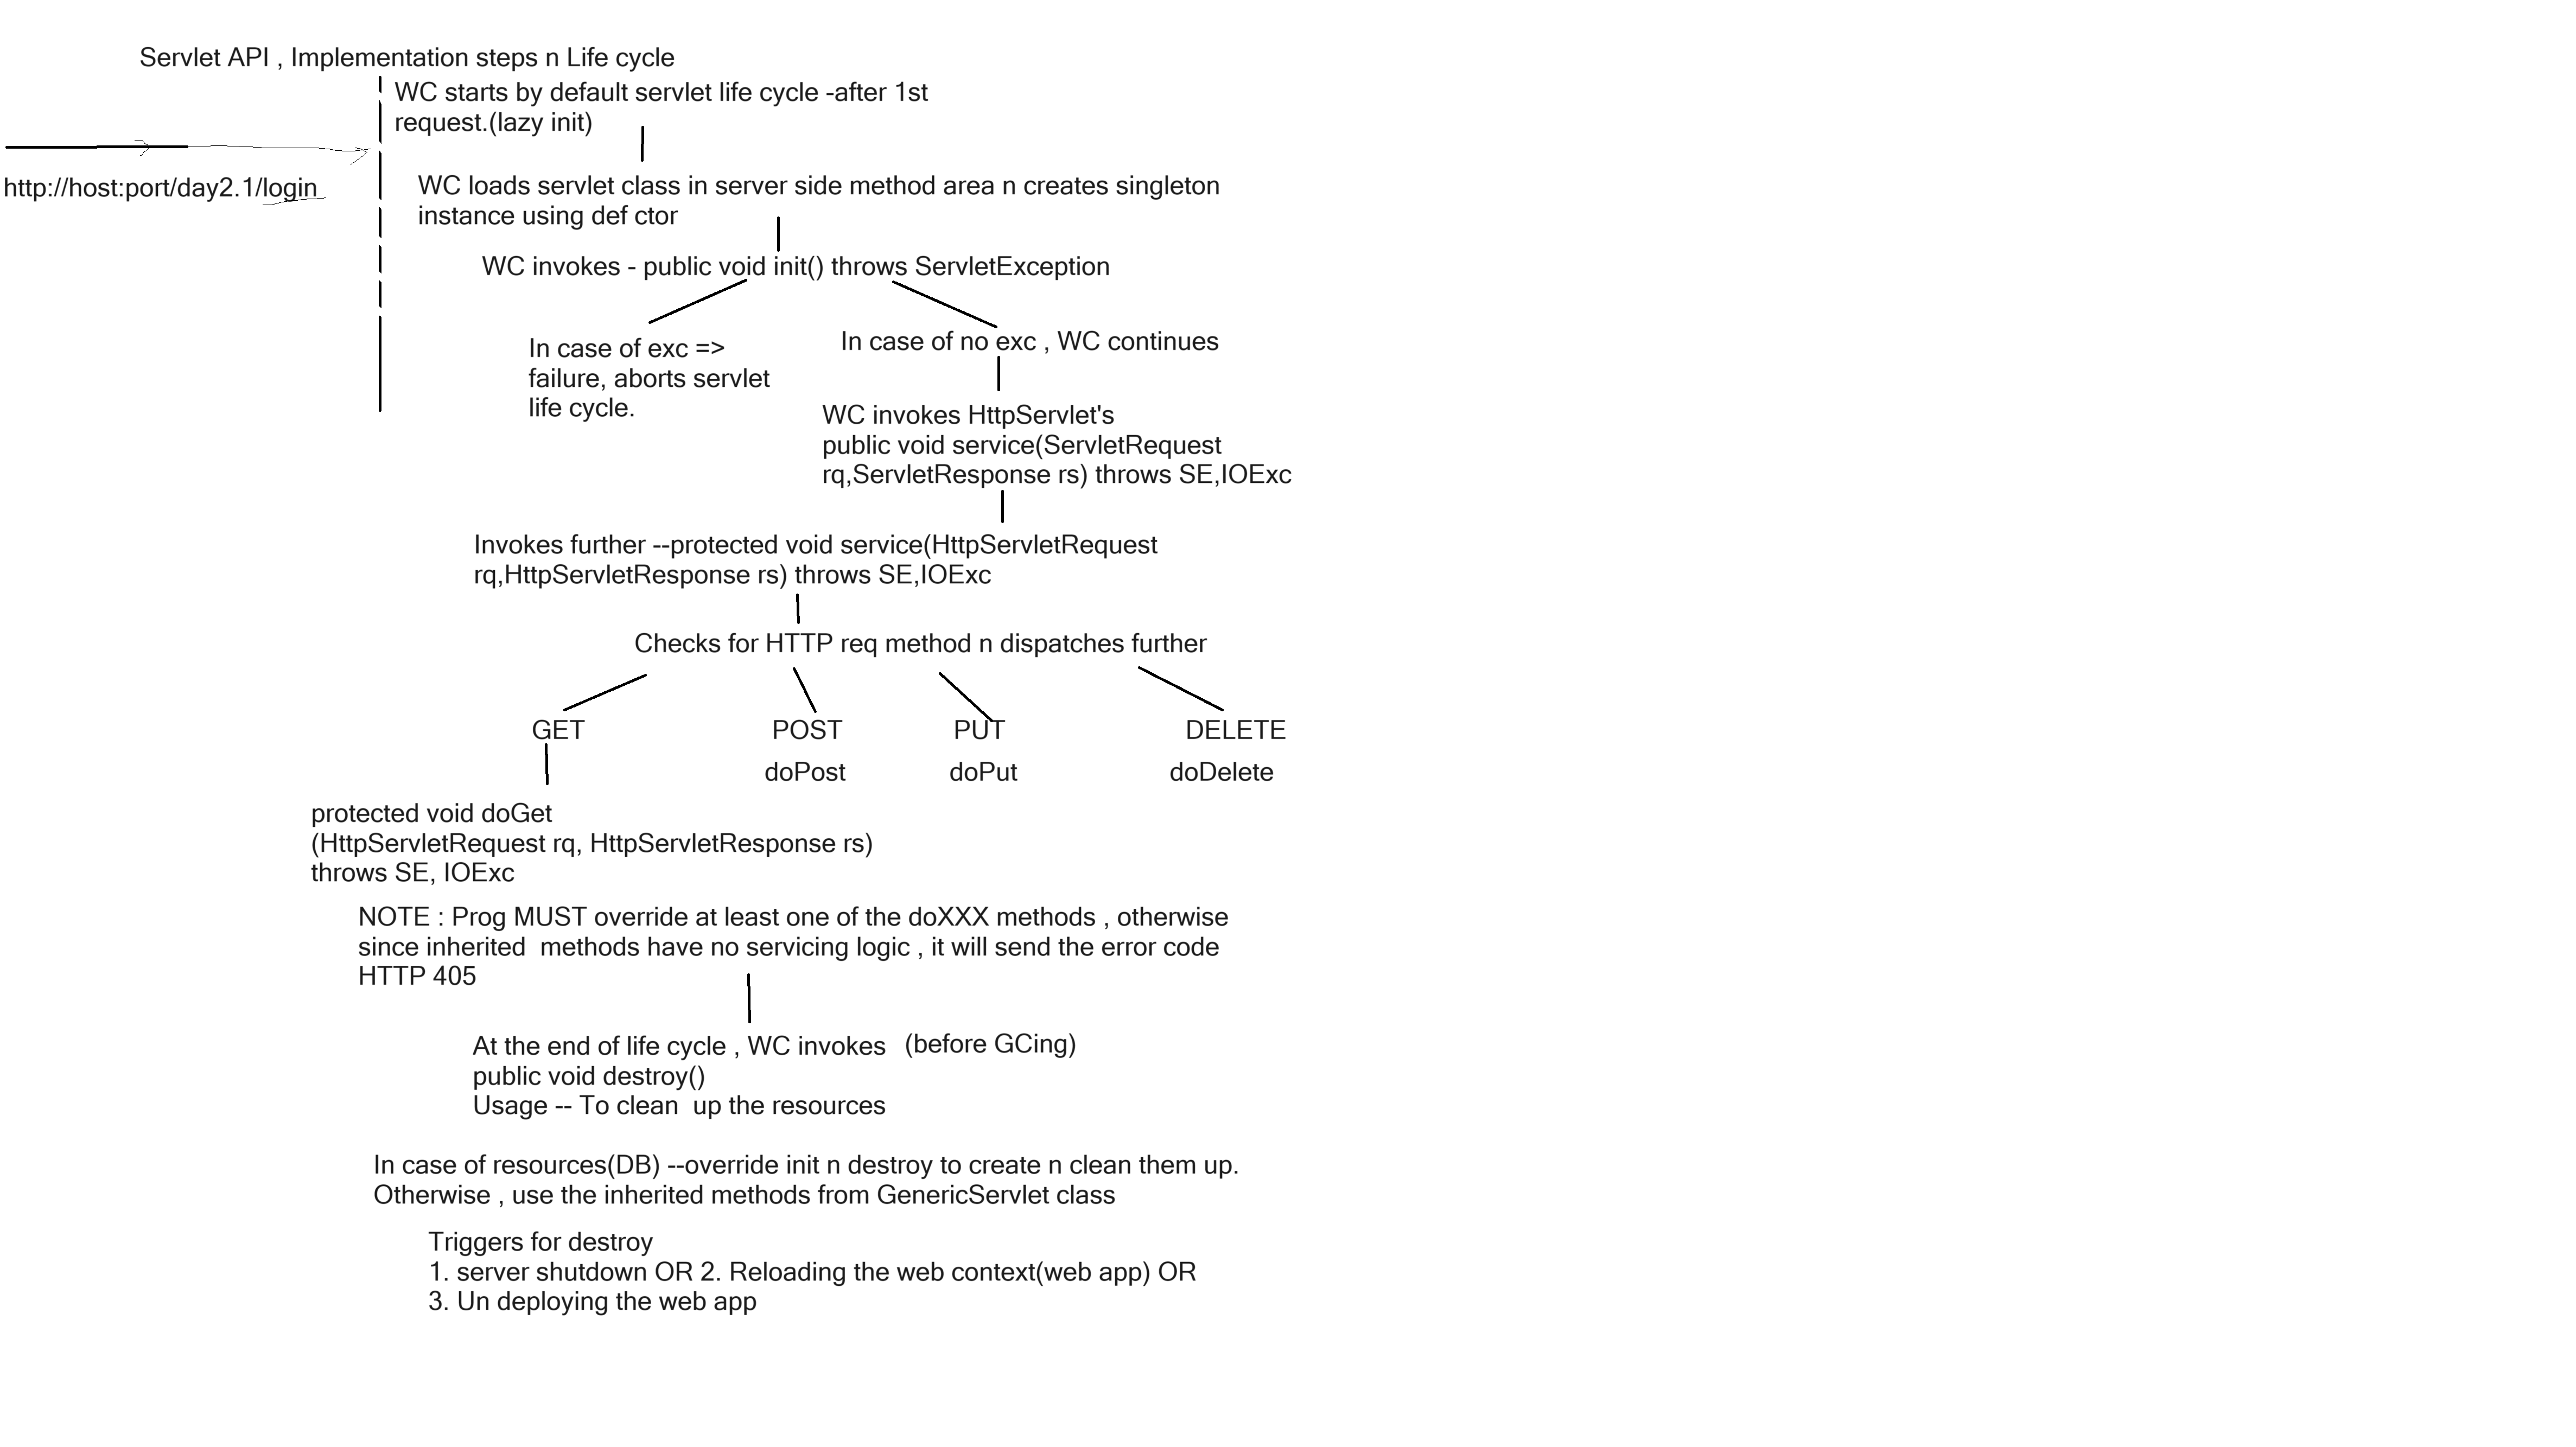 Servlet API , Implementation steps n Life cycle
WC starts by default servlet life cycle -after 1st
request.(lazy init)
http://host:port/day2.1/login
WC loads servlet class in server side method area n creates singleton
instance using def ctor
WC invokes - public void init() throws ServletException
In case of exc =>
failure, aborts servlet
life cycle.
In case of no exc , WC continues
WC invokes HttpServlet's
public void service(ServletRequest
rq,ServletResponse rs) throws SE,IOExc
Invokes further --protected void service(HttpServletRequest
rq,HttpServletResponse rs) throws SE,IOExc
Checks for HTTP req method n dispatches further
GET POST PUT DELETE
doPost doPut doDelete
protected void doGet
(HttpServletRequest rq, HttpServletResponse rs)
throws SE, IOExc
NOTE : Prog MUST override at least one of the doXXX methods , otherwise
since inherited  methods have no servicing logic , it will send the error code
HTTP 405
At the end of life cycle , WC invokes (before GCing)
public void destroy()
Usage -- To clean  up the resources
In case of resources(DB) --override init n destroy to create n clean them up.
Otherwise , use the inherited methods from GenericServlet class
Triggers for destroy
1. server shutdown OR 2. Reloading the web context(web app) OR
3. Un deploying the web app